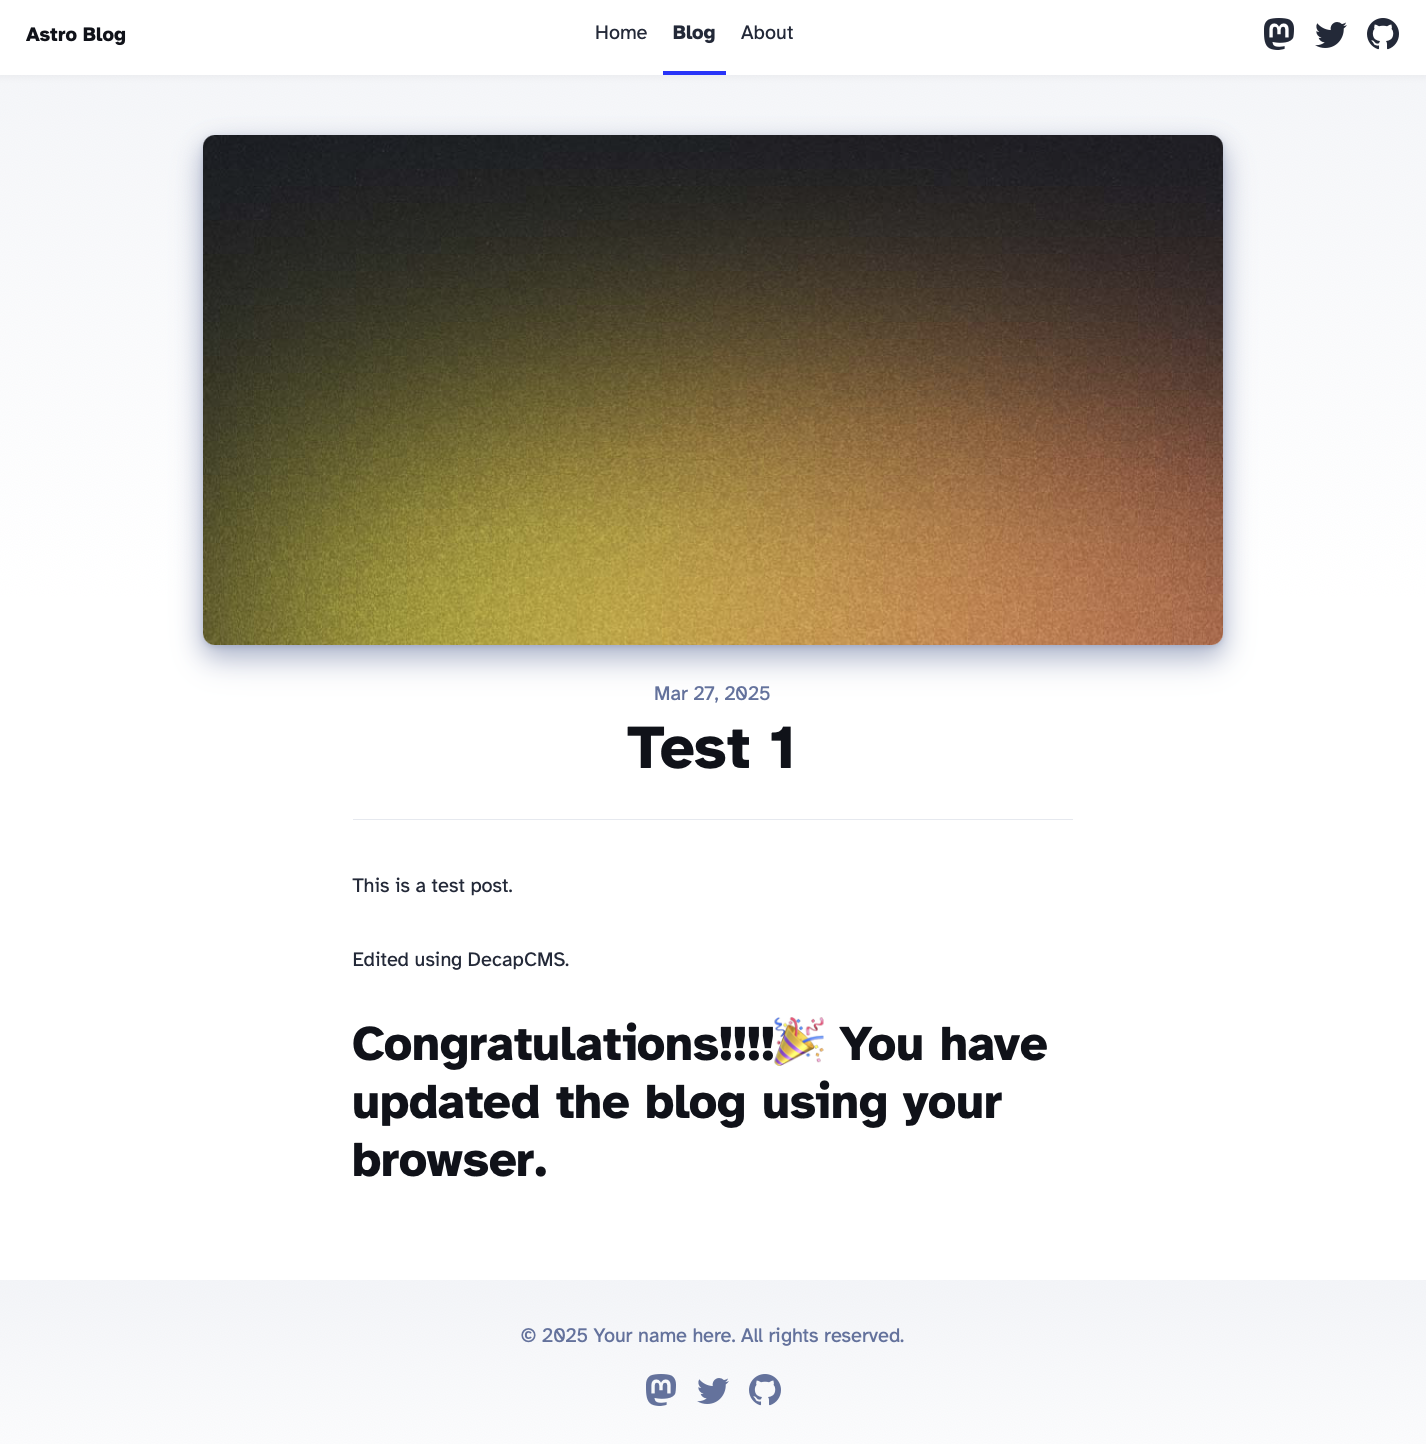 Astro Blog
Home Blog About
Mar 27, 2025
Test 1
This is a test post.
Edited using DecapCMS.
Congratulations!!!!🎉 You have
updated the blog using your
browser.
© 2025 Your name here. All rights reserved.